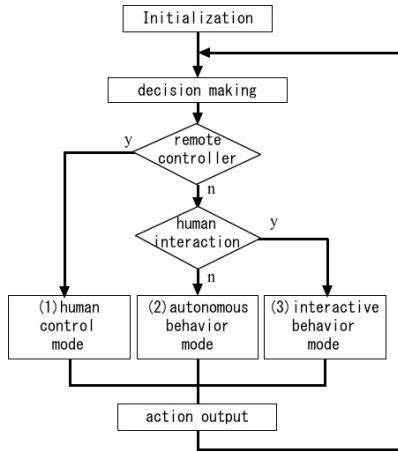 Initialization
decision making
y
remote
controller
n
human
interaction
y
n
(1)human
control
mode
(2)autonomous
behavior
mode
(3)interactive
behavior
mode
action output